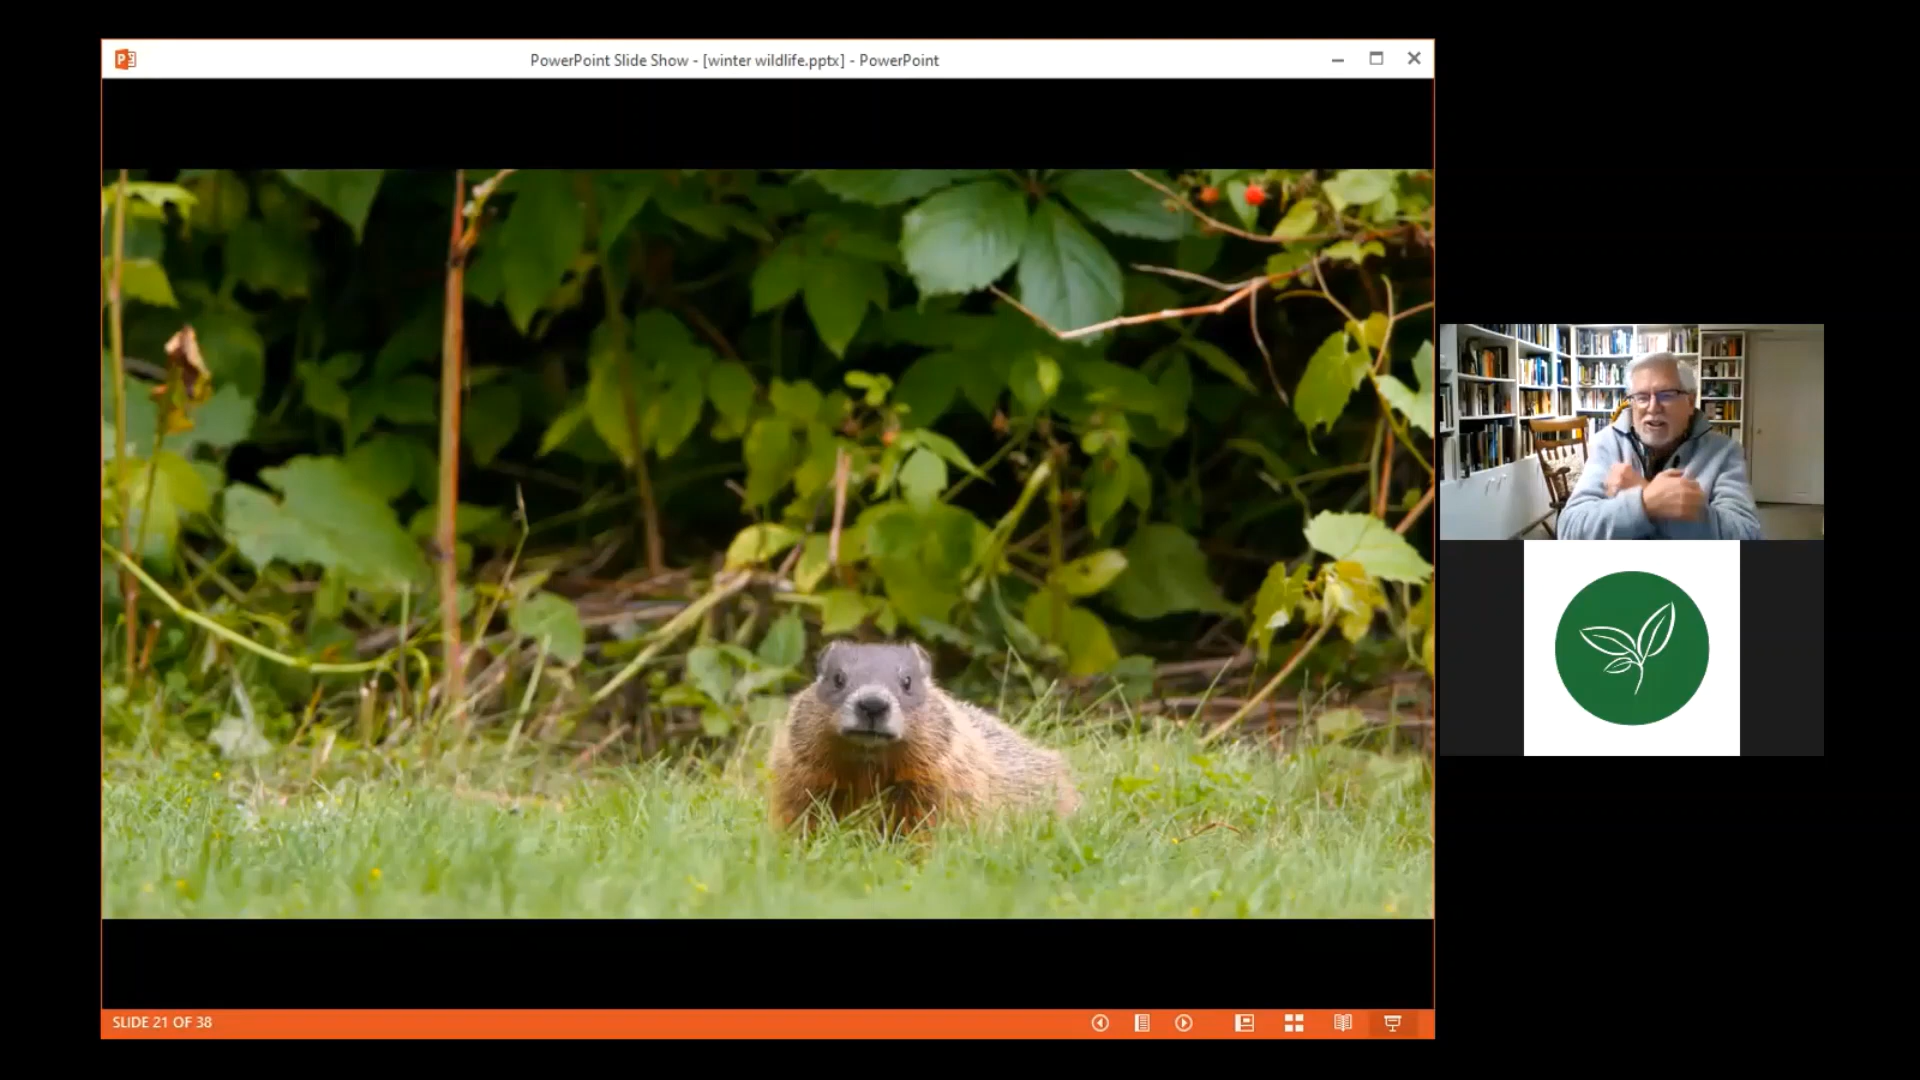 PowerPoint Slide Show - [winter wildlife.pptx] - PowerPoint
SLIDE 21 OF 38